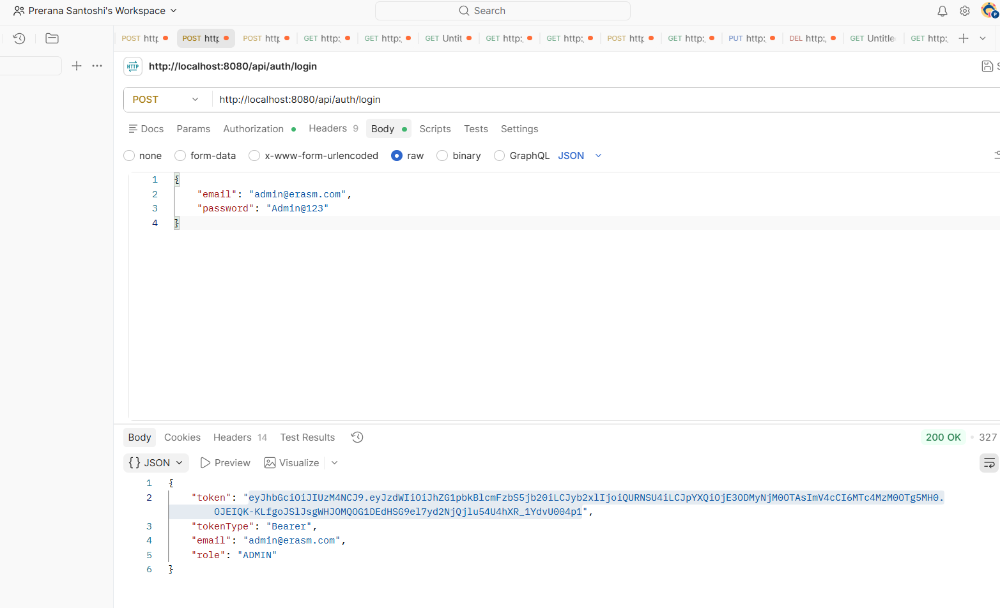 Prerana Santoshi's Workspace
Search
POST http
POST http
POST http
GET http:
GET http:
GET Untit
GET http:
GET http:
POST http
GET http:
PUT http:
DEL http:
GET Untitle
GET http:
HTTP http://localhost:8080/api/auth/login
POST http://localhost:8080/api/auth/login
Docs Params Authorization Headers 9 Body Scripts Tests Settings
none form-data x-www-form-urlencoded raw binary GraphQL JSON
1 {
2 "email": "admin@erasm.com",
3 "password": "Admin@123"
4 }
Body Cookies Headers 14 Test Results
200 OK • 327
{} JSON Preview Visualize
1 {
2 "token": "eyJhbGciOiJIUzM4NCJ9.eyJzdWIiOiJhZG1pbkBlcmFzbS5jb20iLCJyb2xlIjoiQURNSU4iLCJpYXQiOjE3ODMyNjM0OTAsImV4cCI6MTc4MzM0OTg5MH0.
OJEIQK-KLfgoJSlJsgWHJOMQOG1DEdHSG9el7yd2NjQjlu54U4hXR_1YdvU004p1",
3 "tokenType": "Bearer",
4 "email": "admin@erasm.com",
5 "role": "ADMIN"
6 }